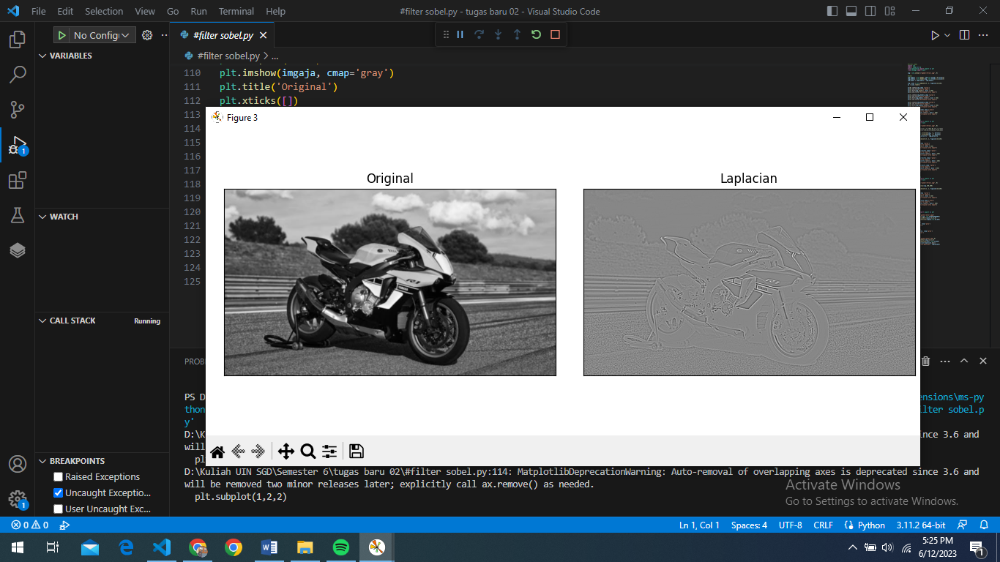 File Edit Selection View Go Run Terminal Help
#filter sobel.py - tugas baru 02 - Visual Studio Code
No Config
#filter sobel.py
VARIABLES
#filter sobel.py > ...
110 plt.imshow(imgaja, cmap='gray')
111 plt.title('Original')
112 plt.xticks([])
113
114
115
116
117
118
119
120
121
122
123
124
125
Figure 3
Original
Laplacian
R1
YAMAHA
WATCH
CALL STACK
Running
BREAKPOINTS
Raised Exceptions
Uncaught Exceptio...
User Uncaught Exc...
PROB
PS D
ensions\ms-py
thon
ilter sobel.p
y'
D:\K
ince 3.6 and
will
pl
D:\Kuliah UIN SGD\Semester 6\tugas baru 02\#filter sobel.py:114: MatplotlibDeprecationWarning: Auto-removal of overlapping axes is deprecated since 3.6 and
will be removed two minor releases later; explicitly call ax.remove() as needed.
plt.subplot(1,2,2)
Activate Windows
Go to Settings to activate Windows.
0 0
Ln 1, Col 1
Spaces: 4
UTF-8
CRLF
Python
3.11.2 64-bit
5:25 PM
6/12/2023